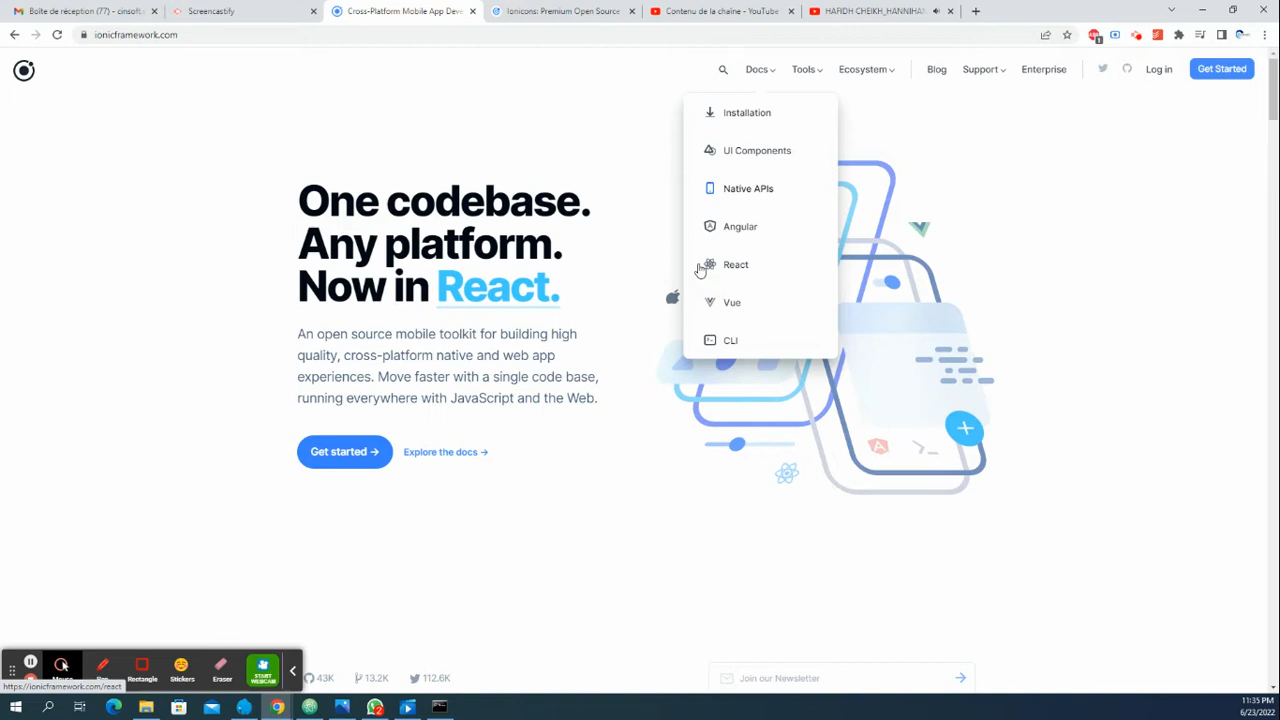 Boîte de réception (77) - cinsoft.
Screencastify
Cross-Platform Mobile App Deve
Ionicons: Premium Open Source
Contenu de la chaîne - YouTube
HAFIDH CHEIKH_HANNIHAN
ionicframework.com
Docs
Tools
Ecosystem
Blog
Support
Enterprise
Log in
Get Started
Installation
UI Components
Native APIs
Angular
React
Vue
CLI
One codebase.
Any platform.
Now in React.
An open source mobile toolkit for building high
quality, cross-platform native and web app
experiences. Move faster with a single code base,
running everywhere with JavaScript and the Web.
Get started →
Explore the docs →
Mouse
Pen
Rectangle
Stickers
Eraser
START
WEBCAM
https://ionicframework.com/react
43K
13.2K
112.6K
Join our Newsletter
11:35 PM
6/23/2022